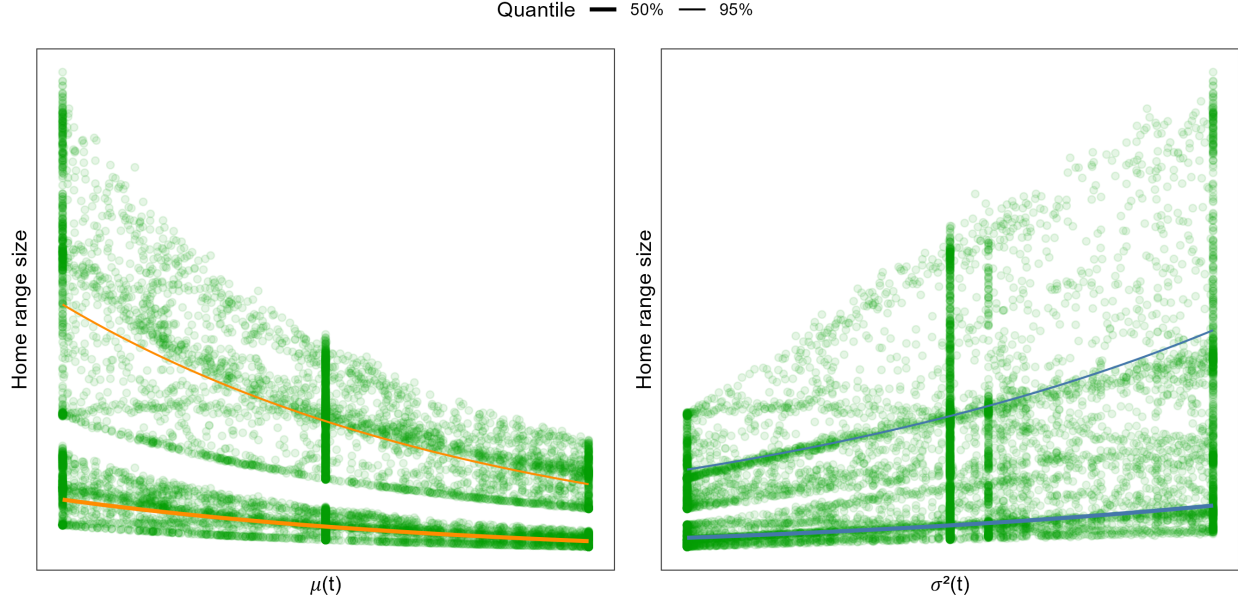 Quantile 50% 95%
Home range size
μ(t)
Home range size
σ²(t)